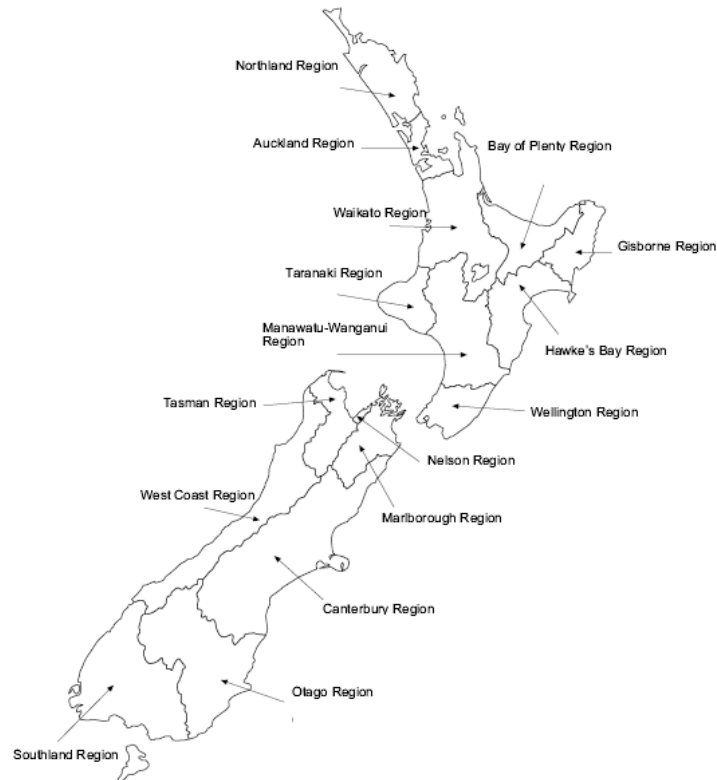 Northland Region
Auckland Region
Bay of Plenty Region
Waikato Region
Gisborne Region
Taranaki Region
Manawatu-Wanganui
Region
Hawke's Bay Region
Tasman Region
Wellington Region
Nelson Region
West Coast Region
Marlborough Region
Canterbury Region
Otago Region
Southland Region